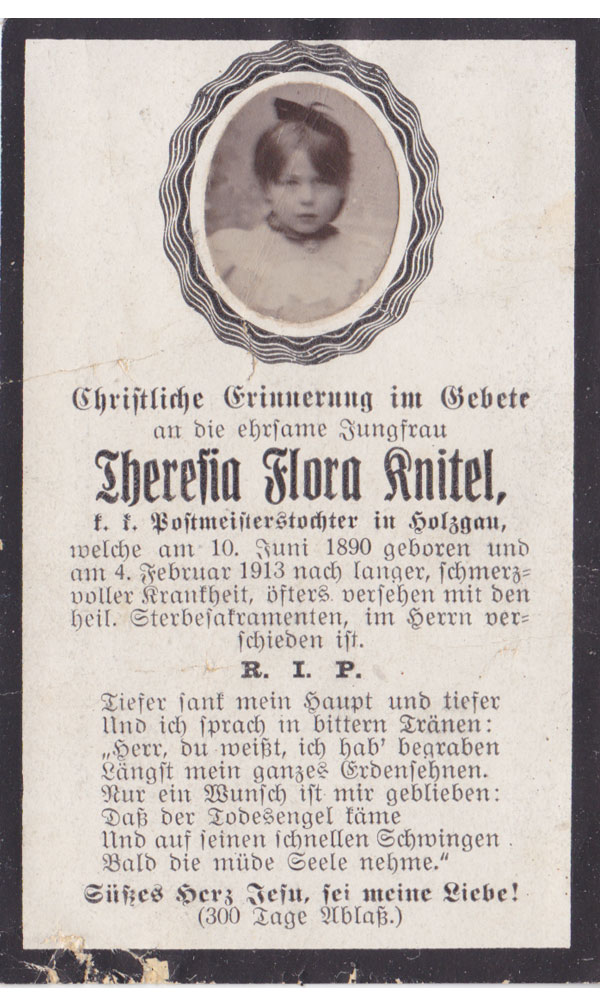 Christliche Erinnerung im Gebete
an die ehrsame Jungfrau
Theresia Flora Knitel,
k. k. Postmeisterstochter in Holzgau,
welche am 10. Juni 1890 geboren und
am 4. Februar 1913 nach langer, schmerz=
voller Krankheit, öfters versehen mit den
heil. Sterbesakramenten, im Herrn ver=
schieden ist.
R. I. P.
Tiefer sank mein Haupt und tiefer
Und ich sprach in bittern Tränen:
„Herr, du weißt, ich hab' begraben
Längst mein ganzes Erdensehnen.
Nur ein Wunsch ist mir geblieben:
Daß der Todesengel käme
Und auf seinen schnellen Schwingen
Bald die müde Seele nehme.“
Süßes Herz Jesu, sei meine Liebe!
(300 Tage Ablaß.)